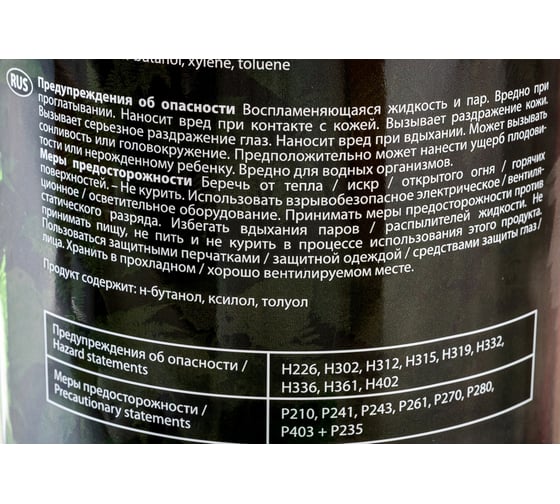 butanol, xylene, toluene
RUS
Предупреждения об опасности Воспламеняющаяся жидкость и пар. Вредно при
проглатывании. Наносит вред при контакте с кожей. Вызывает раздражение кожи.
Вызывает серьезное раздражение глаз. Наносит вред при вдыхании. Может вызывать
сонливость или головокружение. Предположительно может нанести ущерб плодови-
тости или нерожденному ребенку. Вредно для водных организмов.
Меры предосторожности Беречь от тепла / искр / открытого огня / горячих
поверхностей. – Не курить. Использовать взрывобезопасное электрическое / вентиля-
ционное / осветительное оборудование. Принимать меры предосторожности против
статического разряда. Избегать вдыхания паров / распылителей жидкости. Не
принимать пищу, не пить и не курить в процессе использования этого продукта.
Пользоваться защитными перчатками / защитной одеждой / средствами защиты глаз /
лица. Хранить в прохладном / хорошо вентилируемом месте.
Продукт содержит: н-бутанол, ксилол, толуол
Предупреждения об опасности /
Hazard statements
H226, H302, H312, H315, H319, H332,
H336, H361, H402
Меры предосторожности /
Precautionary statements
P210, P241, P243, P261, P270, P280,
P403 + P235